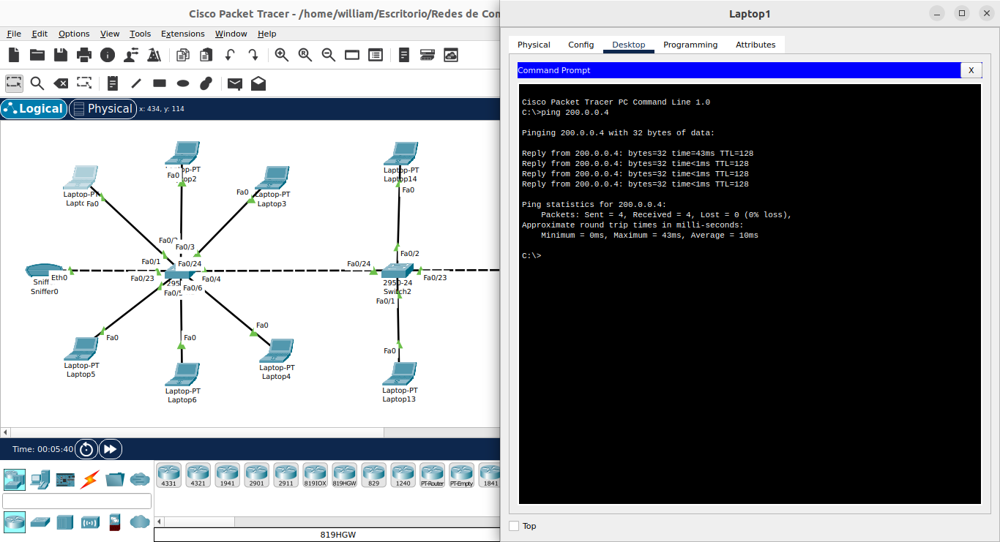 Cisco Packet Tracer - /home/william/Escritorio/Redes de Con
File Edit Options View Tools Extensions Window Help
Logical Physical x: 434, y: 114
Laptop-PT
Fa0
Fa0
op2
Laptop-PT
Laptop3
Fa0
Laptop-PT
Laptop14
Fa0
Fa0/3
Fa0/1
Fa0/24
Fa0/23
Fa0/4
Fa0/6
295
Sniff
Eth0
Sniffer0
Fa0/24
Fa0/2
Fa0/23
2950-24
Switch2
Fa0/1
Fa0
Laptop-PT
Laptop5
Fa0
Laptop-PT
Laptop6
Fa0
Laptop-PT
Laptop4
Fa0
Laptop-PT
Laptop13
Time: 00:05:40
4331 4321 1941 2901 2911 819IOX 819HGW 829 1240 PT-Router PT-Empty 1841
819HGW
Laptop1
Physical Config Desktop Programming Attributes
Command Prompt X
Cisco Packet Tracer PC Command Line 1.0
C:\>ping 200.0.0.4
Pinging 200.0.0.4 with 32 bytes of data:
Reply from 200.0.0.4: bytes=32 time=43ms TTL=128
Reply from 200.0.0.4: bytes=32 time<1ms TTL=128
Reply from 200.0.0.4: bytes=32 time<1ms TTL=128
Reply from 200.0.0.4: bytes=32 time<1ms TTL=128
Ping statistics for 200.0.0.4:
Packets: Sent = 4, Received = 4, Lost = 0 (0% loss),
Approximate round trip times in milli-seconds:
Minimum = 0ms, Maximum = 43ms, Average = 10ms
C:\>
Top